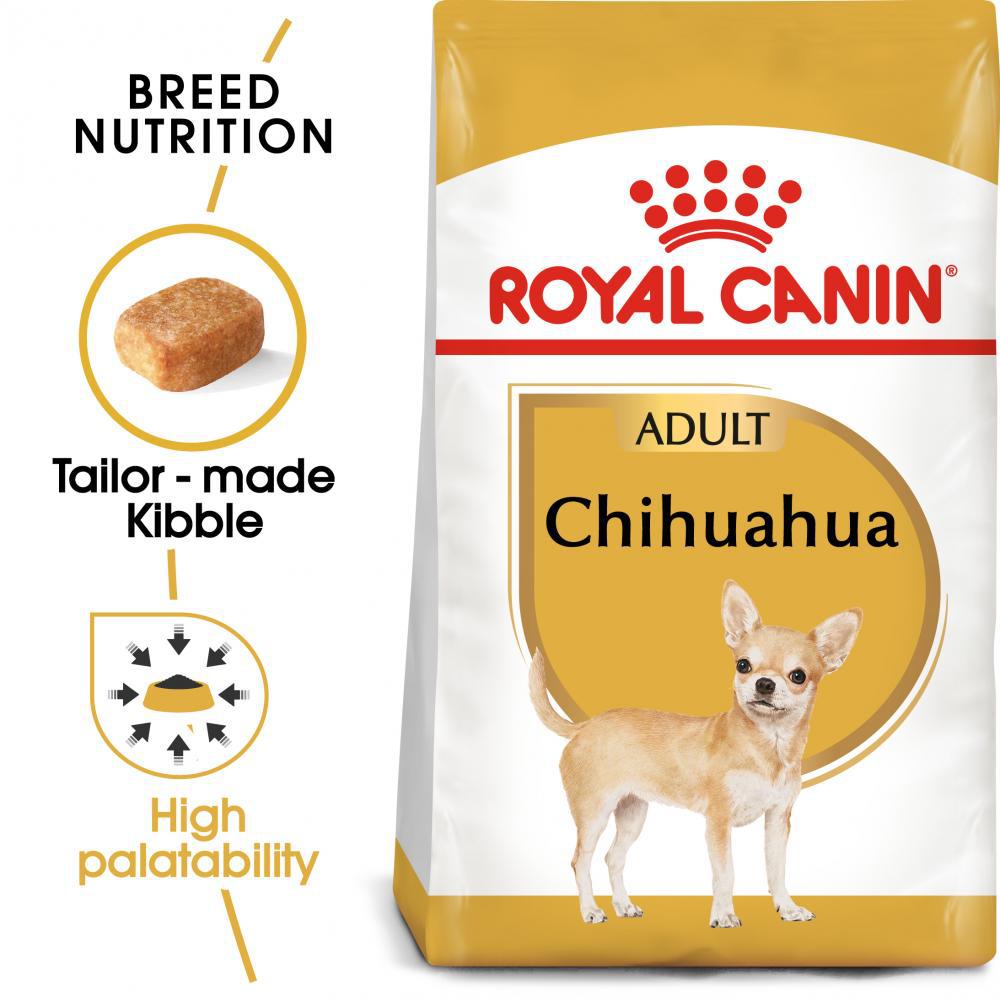 BREED
NUTRITION
Tailor - made
Kibble
High
palatability
ROYAL CANIN®
ADULT
Chihuahua